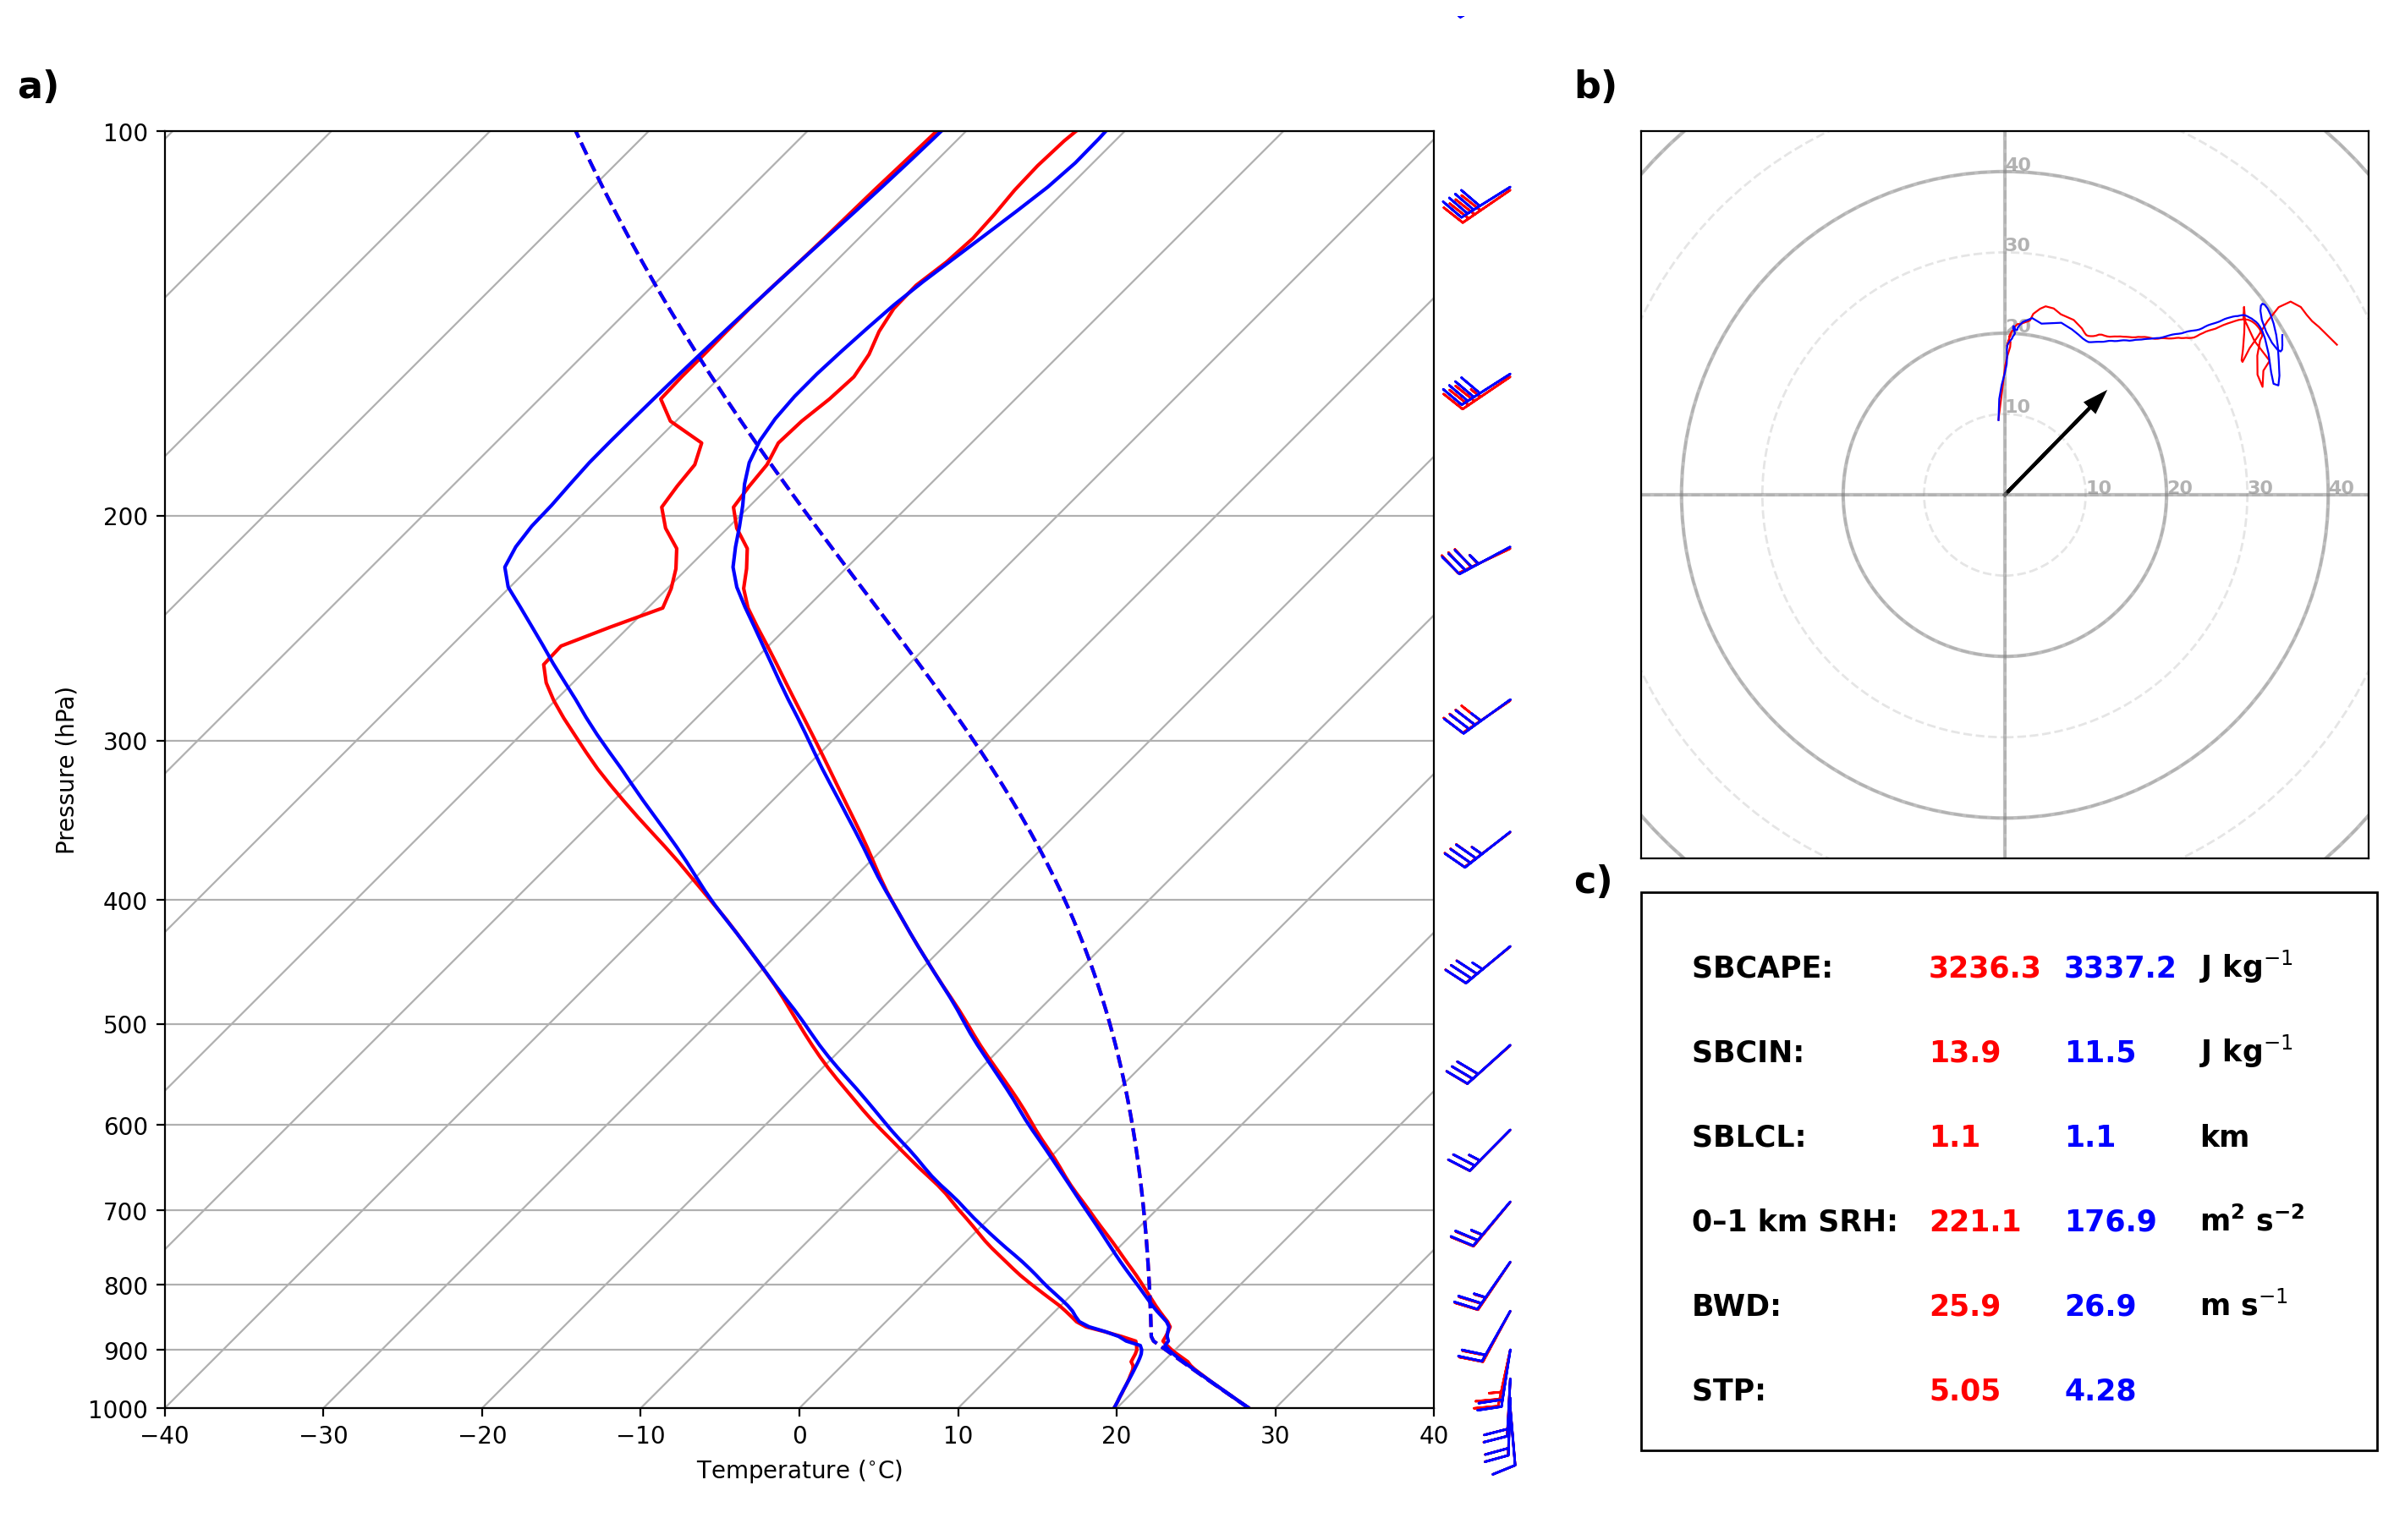 a)
100
200
300
400
500
600
700
800
900
1000
Pressure (hPa)
−40 −30 −20 −10 0 10 20 30 40
Temperature (°C)
b)
40
30
20
10
10 20 30 40
c)
SBCAPE: 3236.3 3337.2 J kg⁻¹
SBCIN: 13.9 11.5 J kg⁻¹
SBLCL: 1.1 1.1 km
0–1 km SRH: 221.1 176.9 m² s⁻²
BWD: 25.9 26.9 m s⁻¹
STP: 5.05 4.28